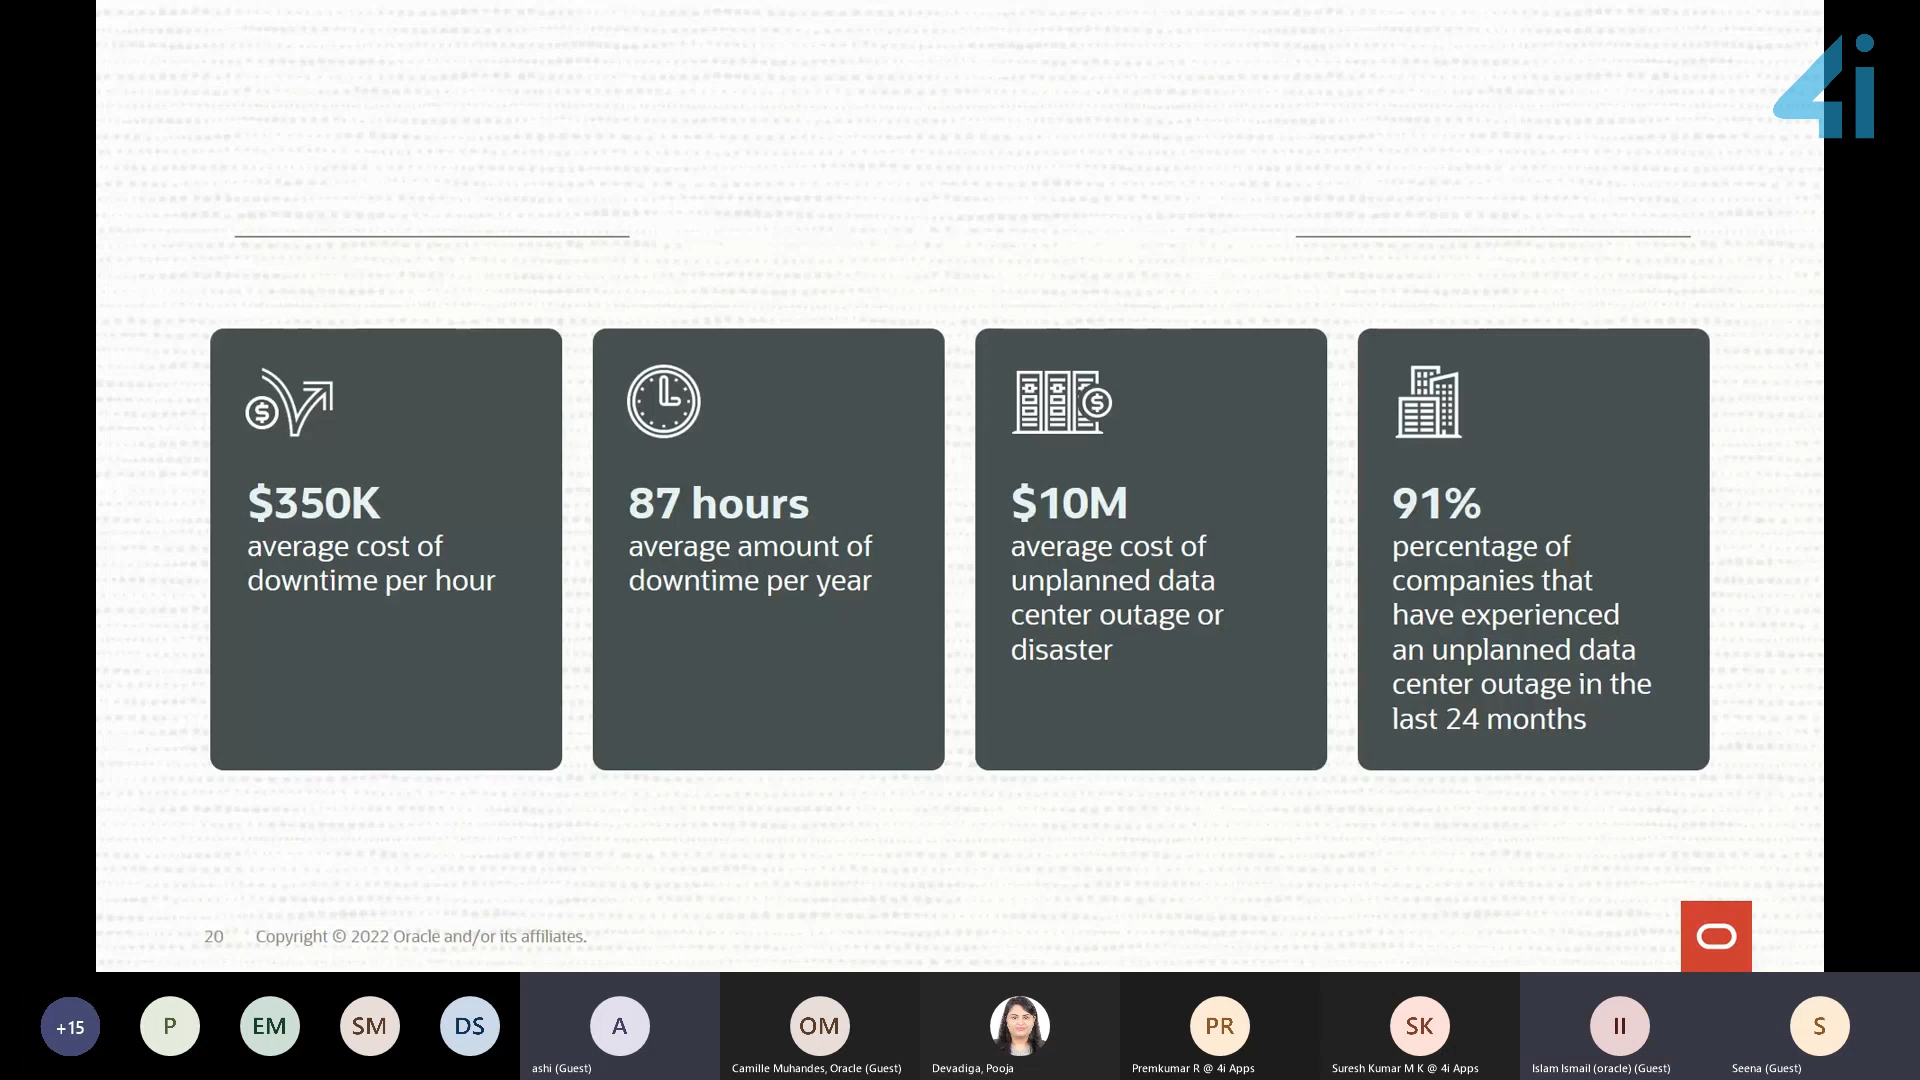 4i
$350K
average cost of
downtime per hour
87 hours
average amount of
downtime per year
$10M
average cost of
unplanned data
center outage or
disaster
91%
percentage of
companies that
have experienced
an unplanned data
center outage in the
last 24 months
20 Copyright © 2022 Oracle and/or its affiliates.
+15
P
EM
SM
DS
A
ashi (Guest)
OM
Camille Muhandes, Oracle (Guest)
Devadiga, Pooja
PR
Premkumar R @ 4i Apps
SK
Suresh Kumar M K @ 4i Apps
II
Islam Ismail (oracle) (Guest)
S
Seena (Guest)